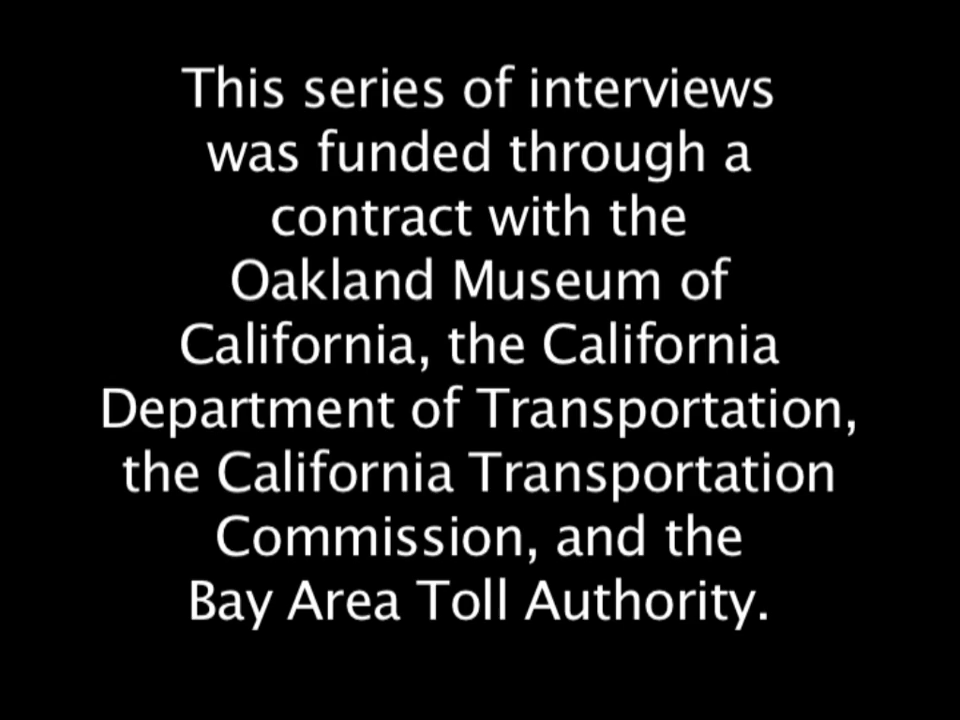 This series of interviews
was funded through a
contract with the
Oakland Museum of
California, the California
Department of Transportation,
the California Transportation
Commission, and the
Bay Area Toll Authority.